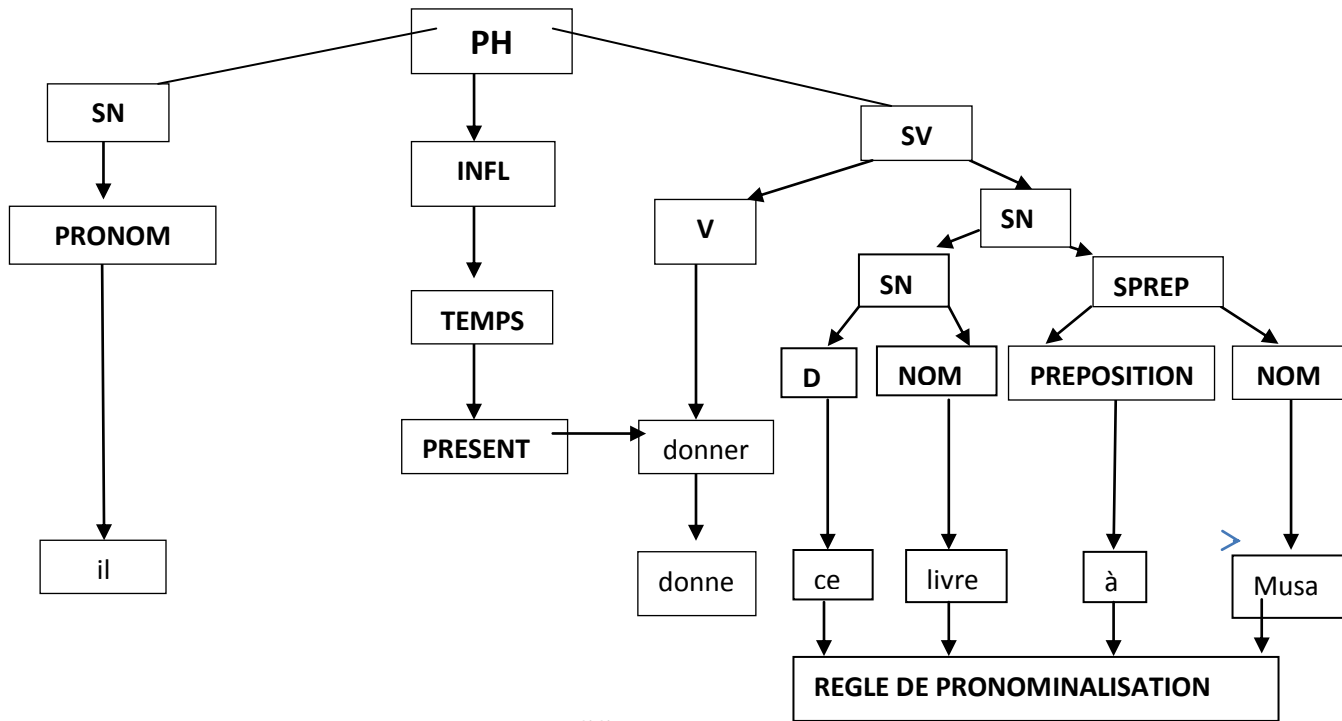 PH
SN
SV
INFL
SN
V
PRONOM
SN
SPREP
TEMPS
D
NOM
PREPOSITION
NOM
PRESENT
donner
il
donne
ce
livre
à
Musa
REGLE DE PRONOMINALISATION